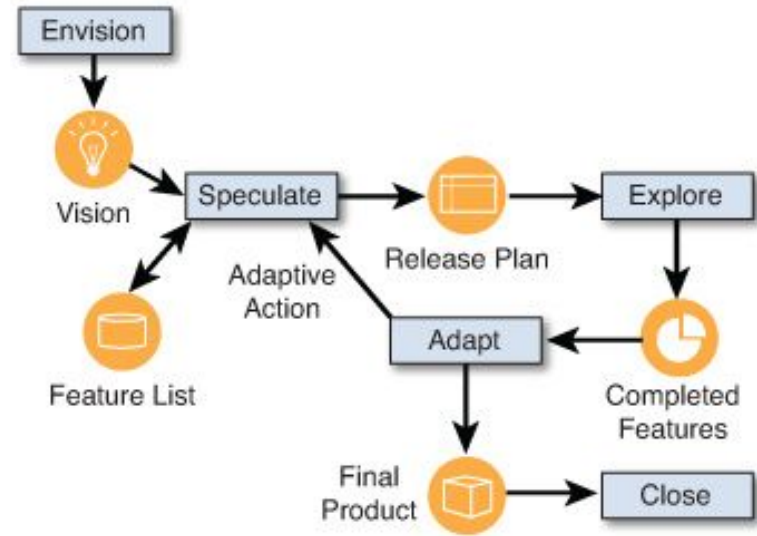 Envision
Vision
Speculate
Release Plan
Explore
Adaptive
Action
Feature List
Adapt
Completed
Features
Final
Product
Close